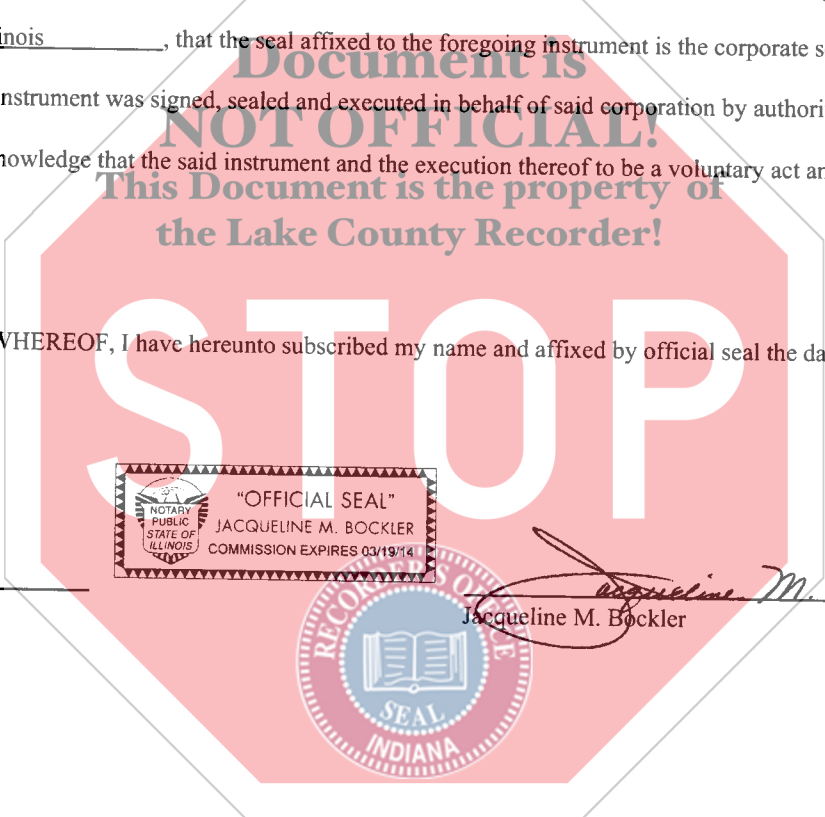 inois , that the seal affixed to the foregoing instrument is the corporate s
Document is
nstrument was signed, sealed and executed in behalf of said corporation by authori
NOT OFFICIAL!
nowledge that the said instrument and the execution thereof to be a voluntary act an
This Document is the property of
the Lake County Recorder!
WHEREOF, I have hereunto subscribed my name and affixed by official seal the da
STOP
"OFFICIAL SEAL"
NOTARY
PUBLIC
STATE OF
ILLINOIS
JACQUELINE M. BOCKLER
COMMISSION EXPIRES 03/19/14
Jacqueline M.
Jacqueline M. Bockler
RECORDER'S OFFICE
SEAL
INDIANA